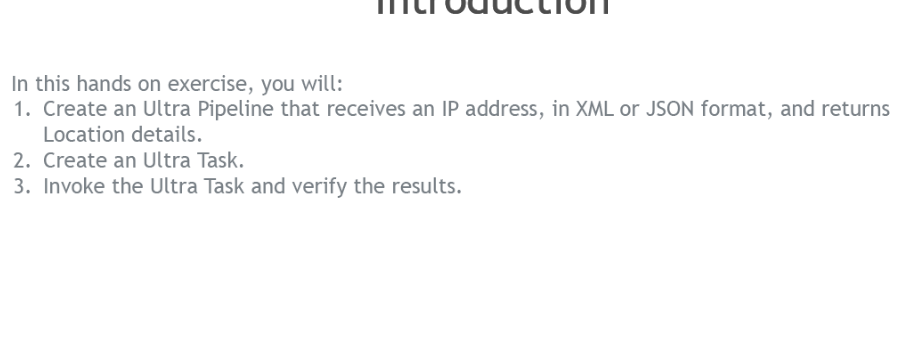 Introduction
In this hands on exercise, you will:
1. Create an Ultra Pipeline that receives an IP address, in XML or JSON format, and returns
Location details.
2. Create an Ultra Task.
3. Invoke the Ultra Task and verify the results.